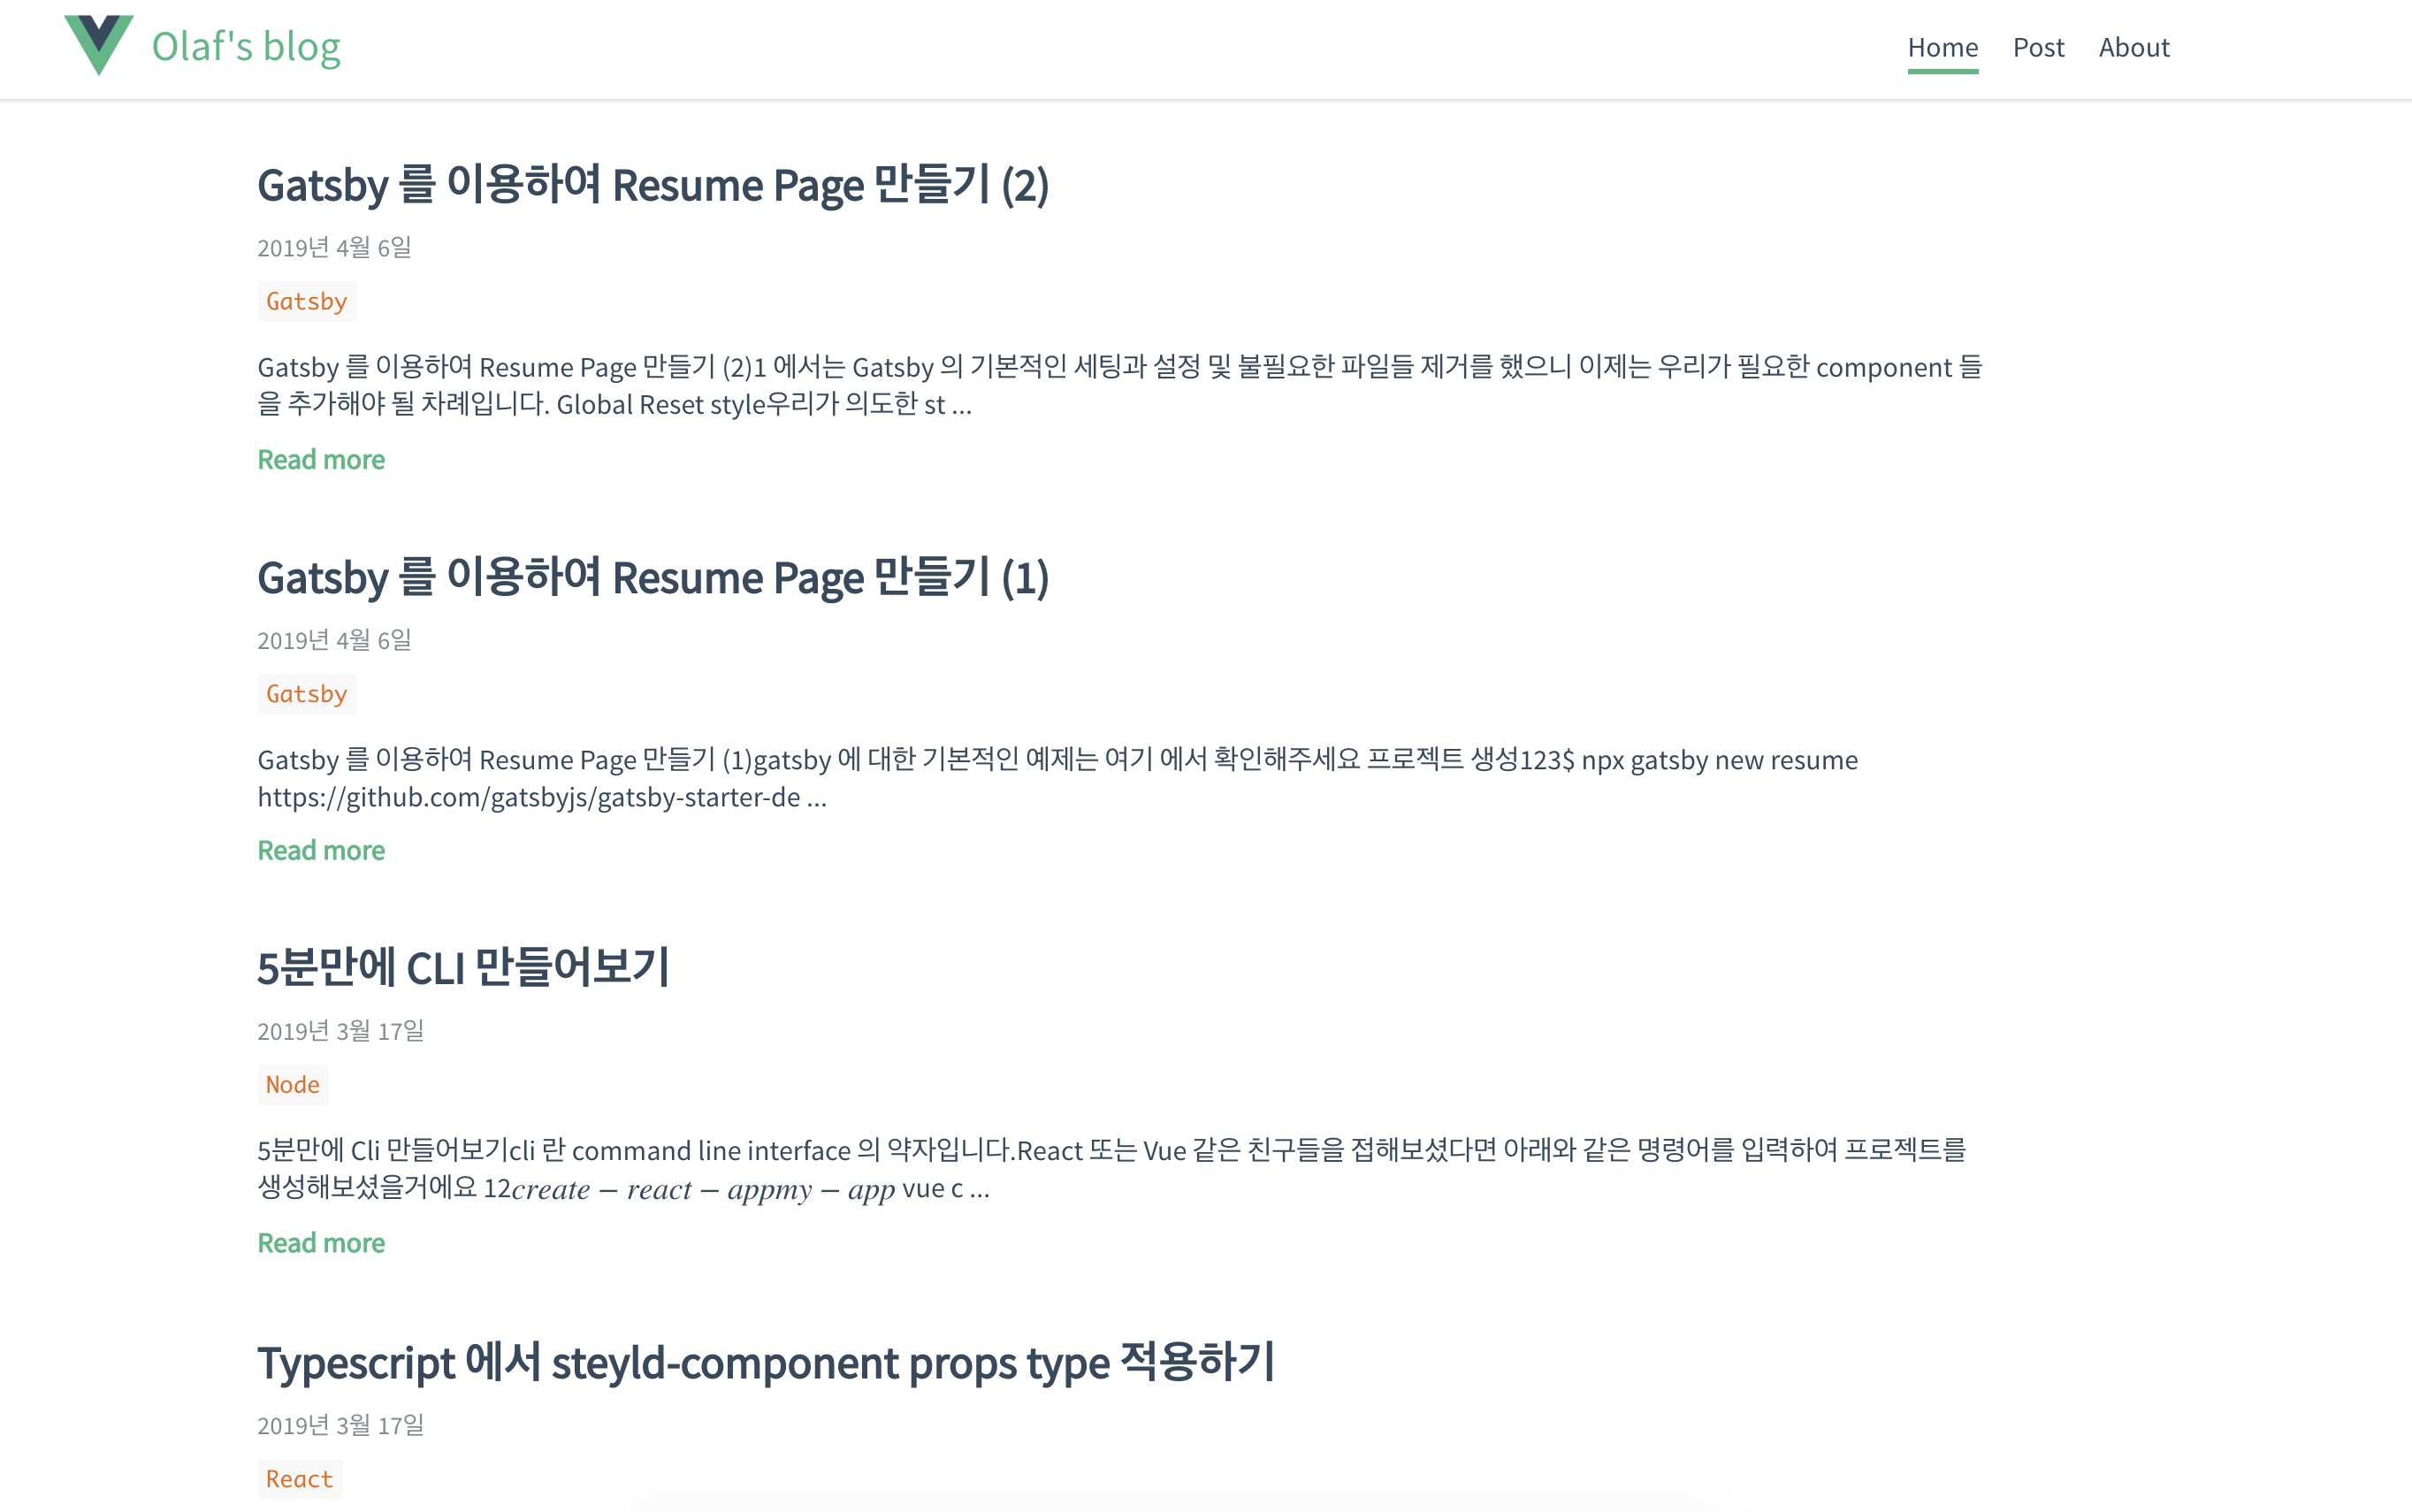 Olaf's blog
Home Post About
Gatsby 를 이용하여 Resume Page 만들기 (2)
2019년 4월 6일
Gatsby
Gatsby 를 이용하여 Resume Page 만들기 (2)1 에서는 Gatsby 의 기본적인 세팅과 설정 및 불필요한 파일들 제거를 했으니 이제는 우리가 필요한 component 들
을 추가해야 될 차례입니다. Global Reset style우리가 의도한 st ...
Read more
Gatsby 를 이용하여 Resume Page 만들기 (1)
2019년 4월 6일
Gatsby
Gatsby 를 이용하여 Resume Page 만들기 (1)gatsby 에 대한 기본적인 예제는 여기 에서 확인해주세요 프로젝트 생성123$ npx gatsby new resume
https://github.com/gatsbyjs/gatsby-starter-de ...
Read more
5분만에 CLI 만들어보기
2019년 3월 17일
Node
5분만에 Cli 만들어보기cli 란 command line interface 의 약자입니다.React 또는 Vue 같은 친구들을 접해보셨다면 아래와 같은 명령어를 입력하여 프로젝트를
생성해보셨을거에요 12create − react − appmy − app vue c ...
Read more
Typescript 에서 steyld-component props type 적용하기
2019년 3월 17일
React